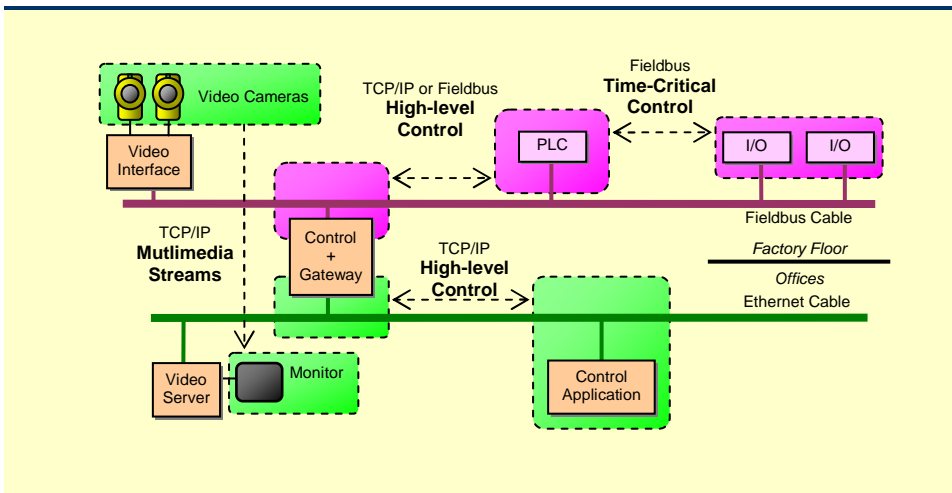 Video Cameras
Video
Interface
TCP/IP or Fieldbus
High-level
Control
Fieldbus
Time-Critical
Control
PLC
I/O
I/O
Fieldbus Cable
TCP/IP
Mutlimedia
Streams
Control
+
Gateway
TCP/IP
High-level
Control
Factory Floor
Offices
Ethernet Cable
Video
Server
Monitor
Control
Application